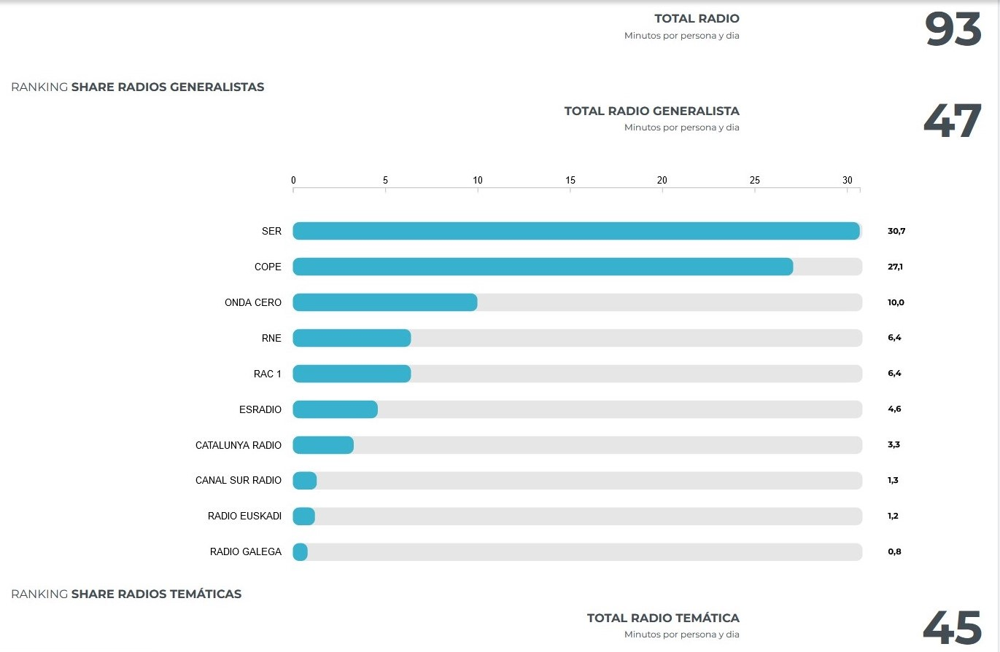 TOTAL RADIO
Minutos por persona y dia
93
RANKING SHARE RADIOS GENERALISTAS
TOTAL RADIO GENERALISTA
Minutos por persona y dia
47
0 5 10 15 20 25 30
SER 30,7
COPE 27,1
ONDA CERO 10,0
RNE 6,4
RAC 1 6,4
ESRADIO 4,6
CATALUNYA RADIO 3,3
CANAL SUR RADIO 1,3
RADIO EUSKADI 1,2
RADIO GALEGA 0,8
RANKING SHARE RADIOS TEMÁTICAS
TOTAL RADIO TEMÁTICA
Minutos por persona y dia
45